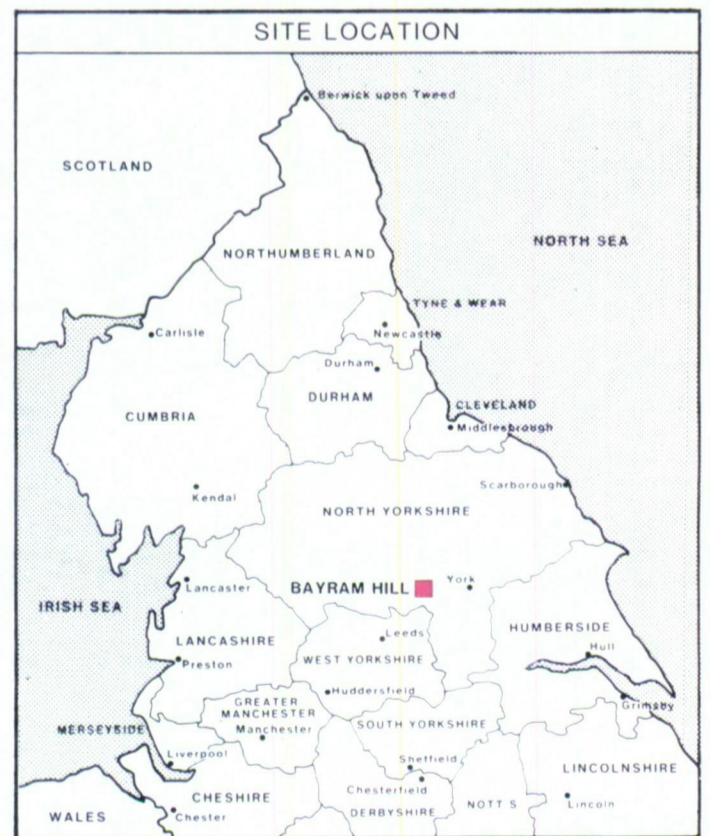 SITE LOCATION
Berwick upon Tweed
SCOTLAND
NORTH SEA
NORTHUMBERLAND
TYNE & WEAR
Carlisle
Newcastle
Durham
DURHAM
CLEVELAND
CUMBRIA
Middlesbrough
Scarborough
Kendal
NORTH YORKSHIRE
York
Lancaster
BAYRAM HILL
IRISH SEA
HUMBERSIDE
LANCASHIRE
Leeds
Hull
Preston
WEST YORKSHIRE
Huddersfield
GREATER
MANCHESTER
Grimsby
SOUTH YORKSHIRE
MERSEYSIDE
Manchester
Liverpool
Sheffield
LINCOLNSHIRE
CHESHIRE
Chesterfield
NOTTS
Lincoln
DERBYSHIRE
Chester
WALES